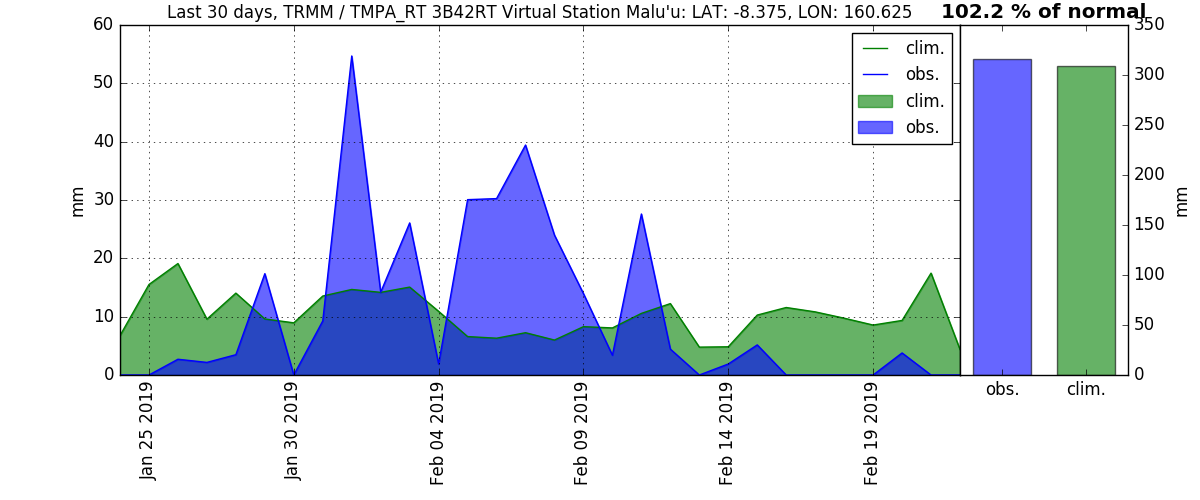 Last 30 days, TRMM / TMPA_RT 3B42RT Virtual Station Malu'u: LAT: -8.375, LON: 160.625
102.2 % of normal
60
50
40
30
20
10
0
mm
clim.
obs.
clim.
obs.
350
300
250
200
150
100
50
0
mm
Jan 25 2019
Jan 30 2019
Feb 04 2019
Feb 09 2019
Feb 14 2019
Feb 19 2019
obs.
clim.